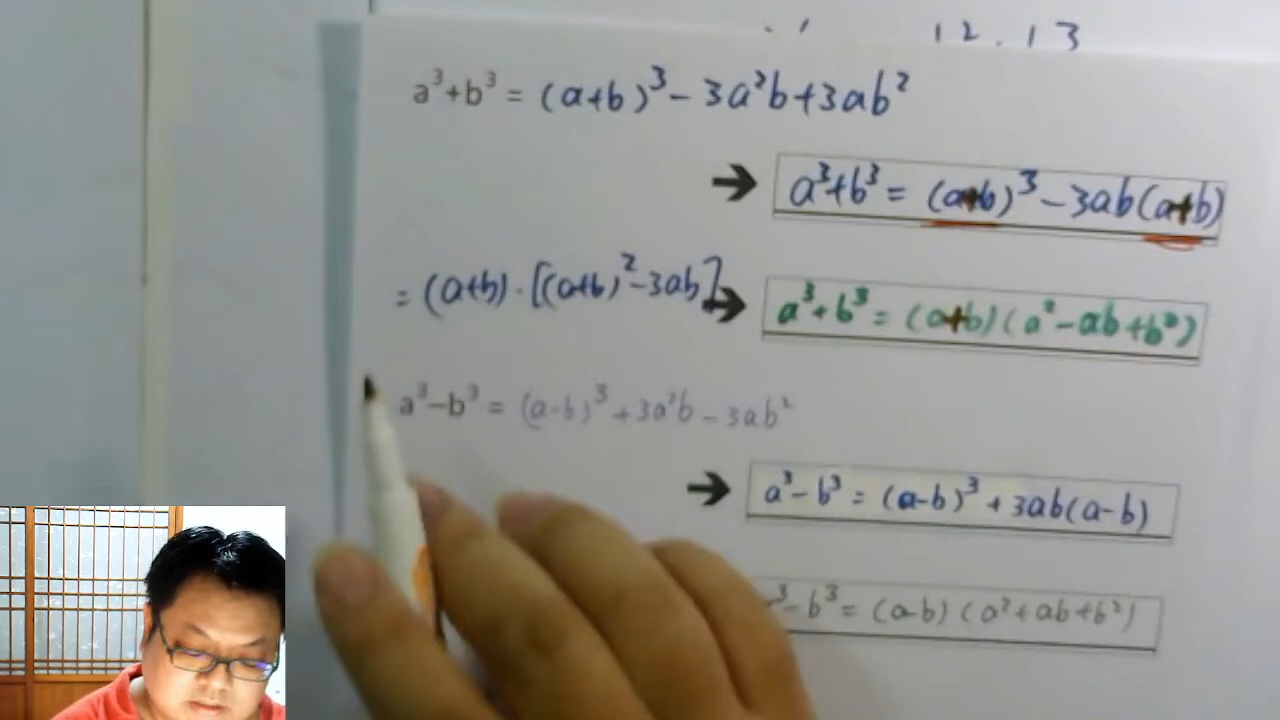 12.13
a³+b³ = (a+b)³ - 3a²b+3ab²
➔ a³+b³ = (a+b)³ - 3ab(a+b)
= (a+b)·[(a+b)²-3ab] ➔ a³+b³ = (a+b)(a²-ab+b²)
a³-b³ = (a-b)³ + 3a²b - 3ab²
➔ a³-b³ = (a-b)³ + 3ab(a-b)
³-b³ = (a-b)(a²+ab+b²)